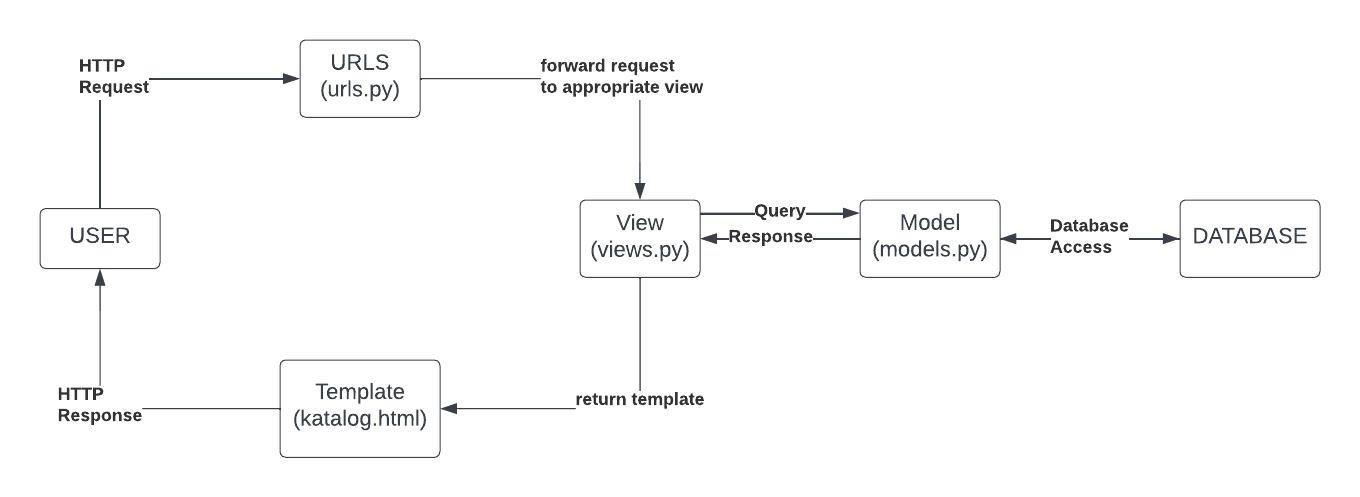 HTTP
Request
URLS
(urls.py)
forward request
to appropriate view
USER
View
(views.py)
Query
Response
Model
(models.py)
Database
Access
DATABASE
HTTP
Response
Template
(katalog.html)
return template